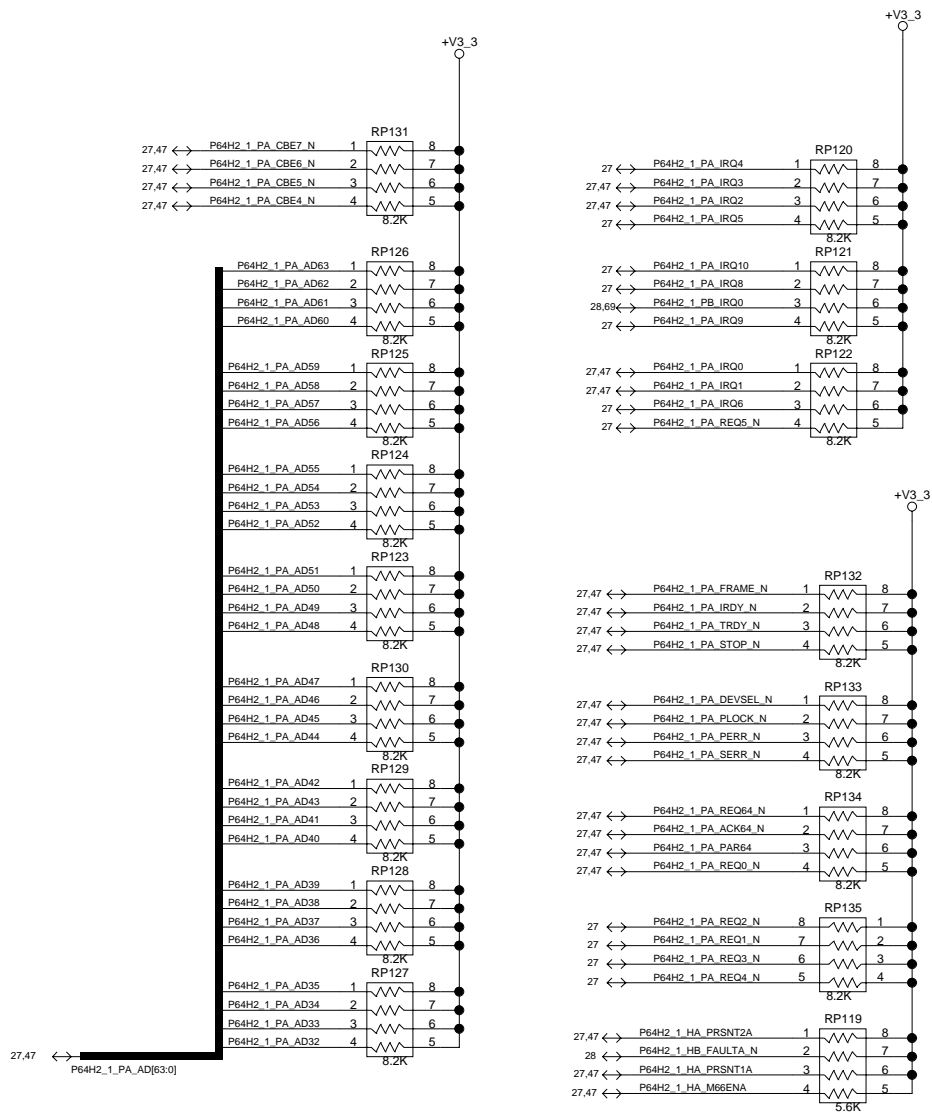 +V3_3
RP131
27,47 P64H2_1_PA_CBE7_N 1 8
27,47 P64H2_1_PA_CBE6_N 2 7
27,47 P64H2_1_PA_CBE5_N 3 6
27,47 P64H2_1_PA_CBE4_N 4 5
8.2K
RP126
P64H2_1_PA_AD63 1 8
P64H2_1_PA_AD62 2 7
P64H2_1_PA_AD61 3 6
P64H2_1_PA_AD60 4 5
8.2K
RP125
P64H2_1_PA_AD59 1 8
P64H2_1_PA_AD58 2 7
P64H2_1_PA_AD57 3 6
P64H2_1_PA_AD56 4 5
8.2K
RP124
P64H2_1_PA_AD55 1 8
P64H2_1_PA_AD54 2 7
P64H2_1_PA_AD53 3 6
P64H2_1_PA_AD52 4 5
8.2K
RP123
P64H2_1_PA_AD51 1 8
P64H2_1_PA_AD50 2 7
P64H2_1_PA_AD49 3 6
P64H2_1_PA_AD48 4 5
8.2K
RP130
P64H2_1_PA_AD47 1 8
P64H2_1_PA_AD46 2 7
P64H2_1_PA_AD45 3 6
P64H2_1_PA_AD44 4 5
8.2K
RP129
P64H2_1_PA_AD42 1 8
P64H2_1_PA_AD43 2 7
P64H2_1_PA_AD41 3 6
P64H2_1_PA_AD40 4 5
8.2K
RP128
P64H2_1_PA_AD39 1 8
P64H2_1_PA_AD38 2 7
P64H2_1_PA_AD37 3 6
P64H2_1_PA_AD36 4 5
8.2K
RP127
P64H2_1_PA_AD35 1 8
P64H2_1_PA_AD34 2 7
P64H2_1_PA_AD33 3 6
P64H2_1_PA_AD32 4 5
8.2K
27,47
P64H2_1_PA_AD[63:0]
+V3_3
RP120
27 P64H2_1_PA_IRQ4 1 8
27,47 P64H2_1_PA_IRQ3 2 7
27,47 P64H2_1_PA_IRQ2 3 6
27 P64H2_1_PA_IRQ5 4 5
8.2K
RP121
27 P64H2_1_PA_IRQ10 1 8
27 P64H2_1_PA_IRQ8 2 7
28,69 P64H2_1_PB_IRQ0 3 6
27 P64H2_1_PA_IRQ9 4 5
8.2K
RP122
27,47 P64H2_1_PA_IRQ0 1 8
27,47 P64H2_1_PA_IRQ1 2 7
27 P64H2_1_PA_IRQ6 3 6
27 P64H2_1_PA_REQ5_N 4 5
8.2K
+V3_3
RP132
27,47 P64H2_1_PA_FRAME_N 1 8
27,47 P64H2_1_PA_IRDY_N 2 7
27,47 P64H2_1_PA_TRDY_N 3 6
27,47 P64H2_1_PA_STOP_N 4 5
8.2K
RP133
27,47 P64H2_1_PA_DEVSEL_N 1 8
27,47 P64H2_1_PA_PLOCK_N 2 7
27,47 P64H2_1_PA_PERR_N 3 6
27,47 P64H2_1_PA_SERR_N 4 5
8.2K
RP134
27,47 P64H2_1_PA_REQ64_N 1 8
27,47 P64H2_1_PA_ACK64_N 2 7
27,47 P64H2_1_PA_PAR64 3 6
27,47 P64H2_1_PA_REQ0_N 4 5
8.2K
RP135
27 P64H2_1_PA_REQ2_N 8 1
27 P64H2_1_PA_REQ1_N 7 2
27 P64H2_1_PA_REQ3_N 6 3
27 P64H2_1_PA_REQ4_N 5 4
8.2K
RP119
27,47 P64H2_1_HA_PRSNT2A 1 8
28 P64H2_1_HB_FAULTA_N 2 7
27,47 P64H2_1_HA_PRSNT1A 3 6
27,47 P64H2_1_HA_M66ENA 4 5
5.6K